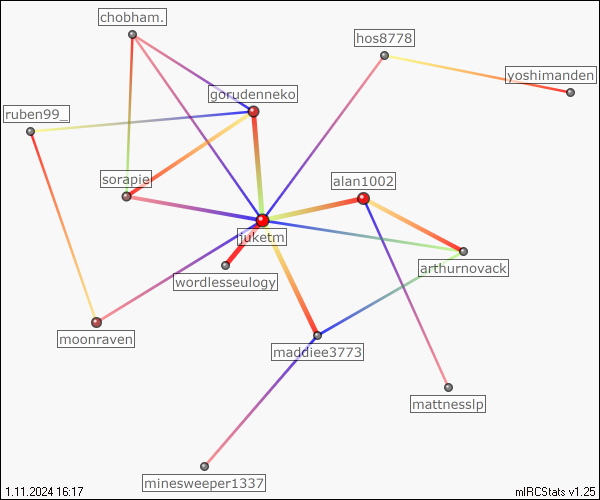 chobham.
hos8778
yoshimanden
gorudenneko
ruben99_
sorapie
alan1002
juketm
arthurnovack
wordlesseulogy
moonraven
maddiee3773
mattnesslp
minesweeper1337
1.11.2024 16:17
mIRCStats v1.25